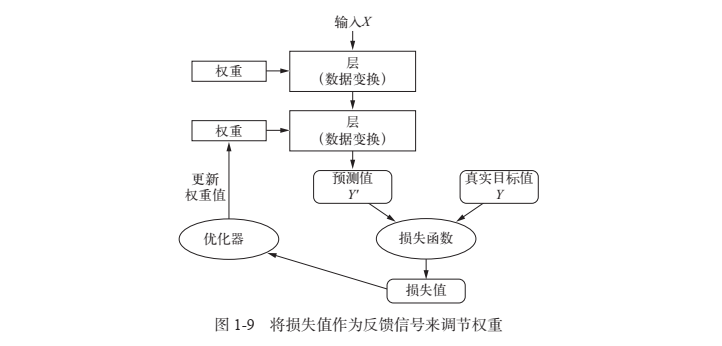 输入X
层
（数据变换）
权重
层
（数据变换）
权重
预测值
Y′
真实目标值
Y
更新
权重值
优化器
损失函数
损失值
图 1-9 将损失值作为反馈信号来调节权重